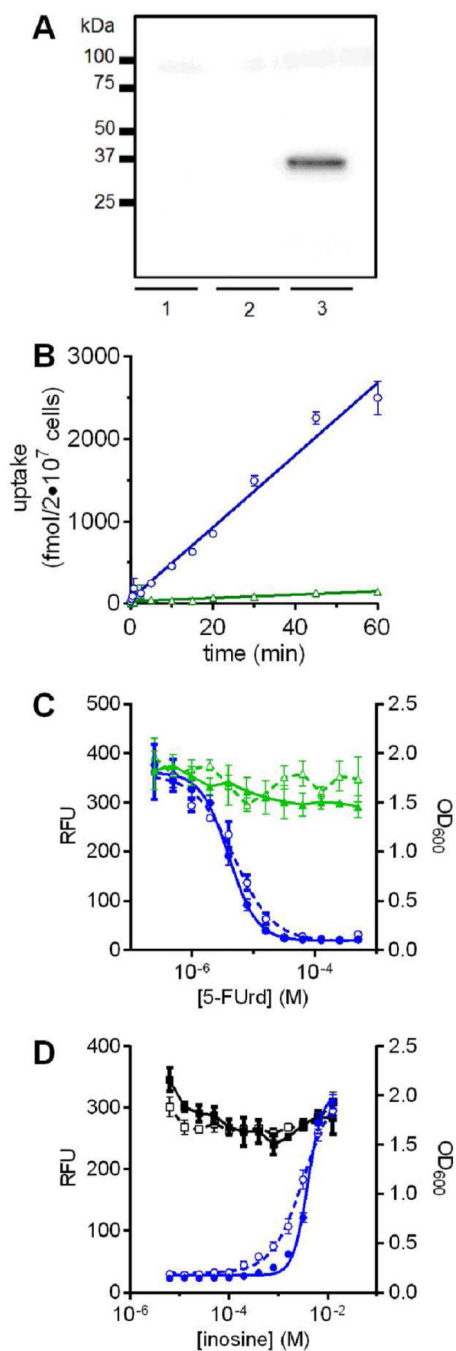 A
kDa
100
75
50
37
25
1 2 3
B
3000
2000
1000
0
uptake
(fmol/2•10⁷ cells)
0 20 40 60
time (min)
C
500
400
300
200
100
0
RFU
2.5
2.0
1.5
1.0
0.5
0.0
OD₆₀₀
10⁻⁶ 10⁻⁴
[5-FUrd] (M)
D
400
300
200
100
0
RFU
2.5
2.0
1.5
1.0
0.5
0.0
OD₆₀₀
10⁻⁶ 10⁻⁴ 10⁻²
[inosine] (M)